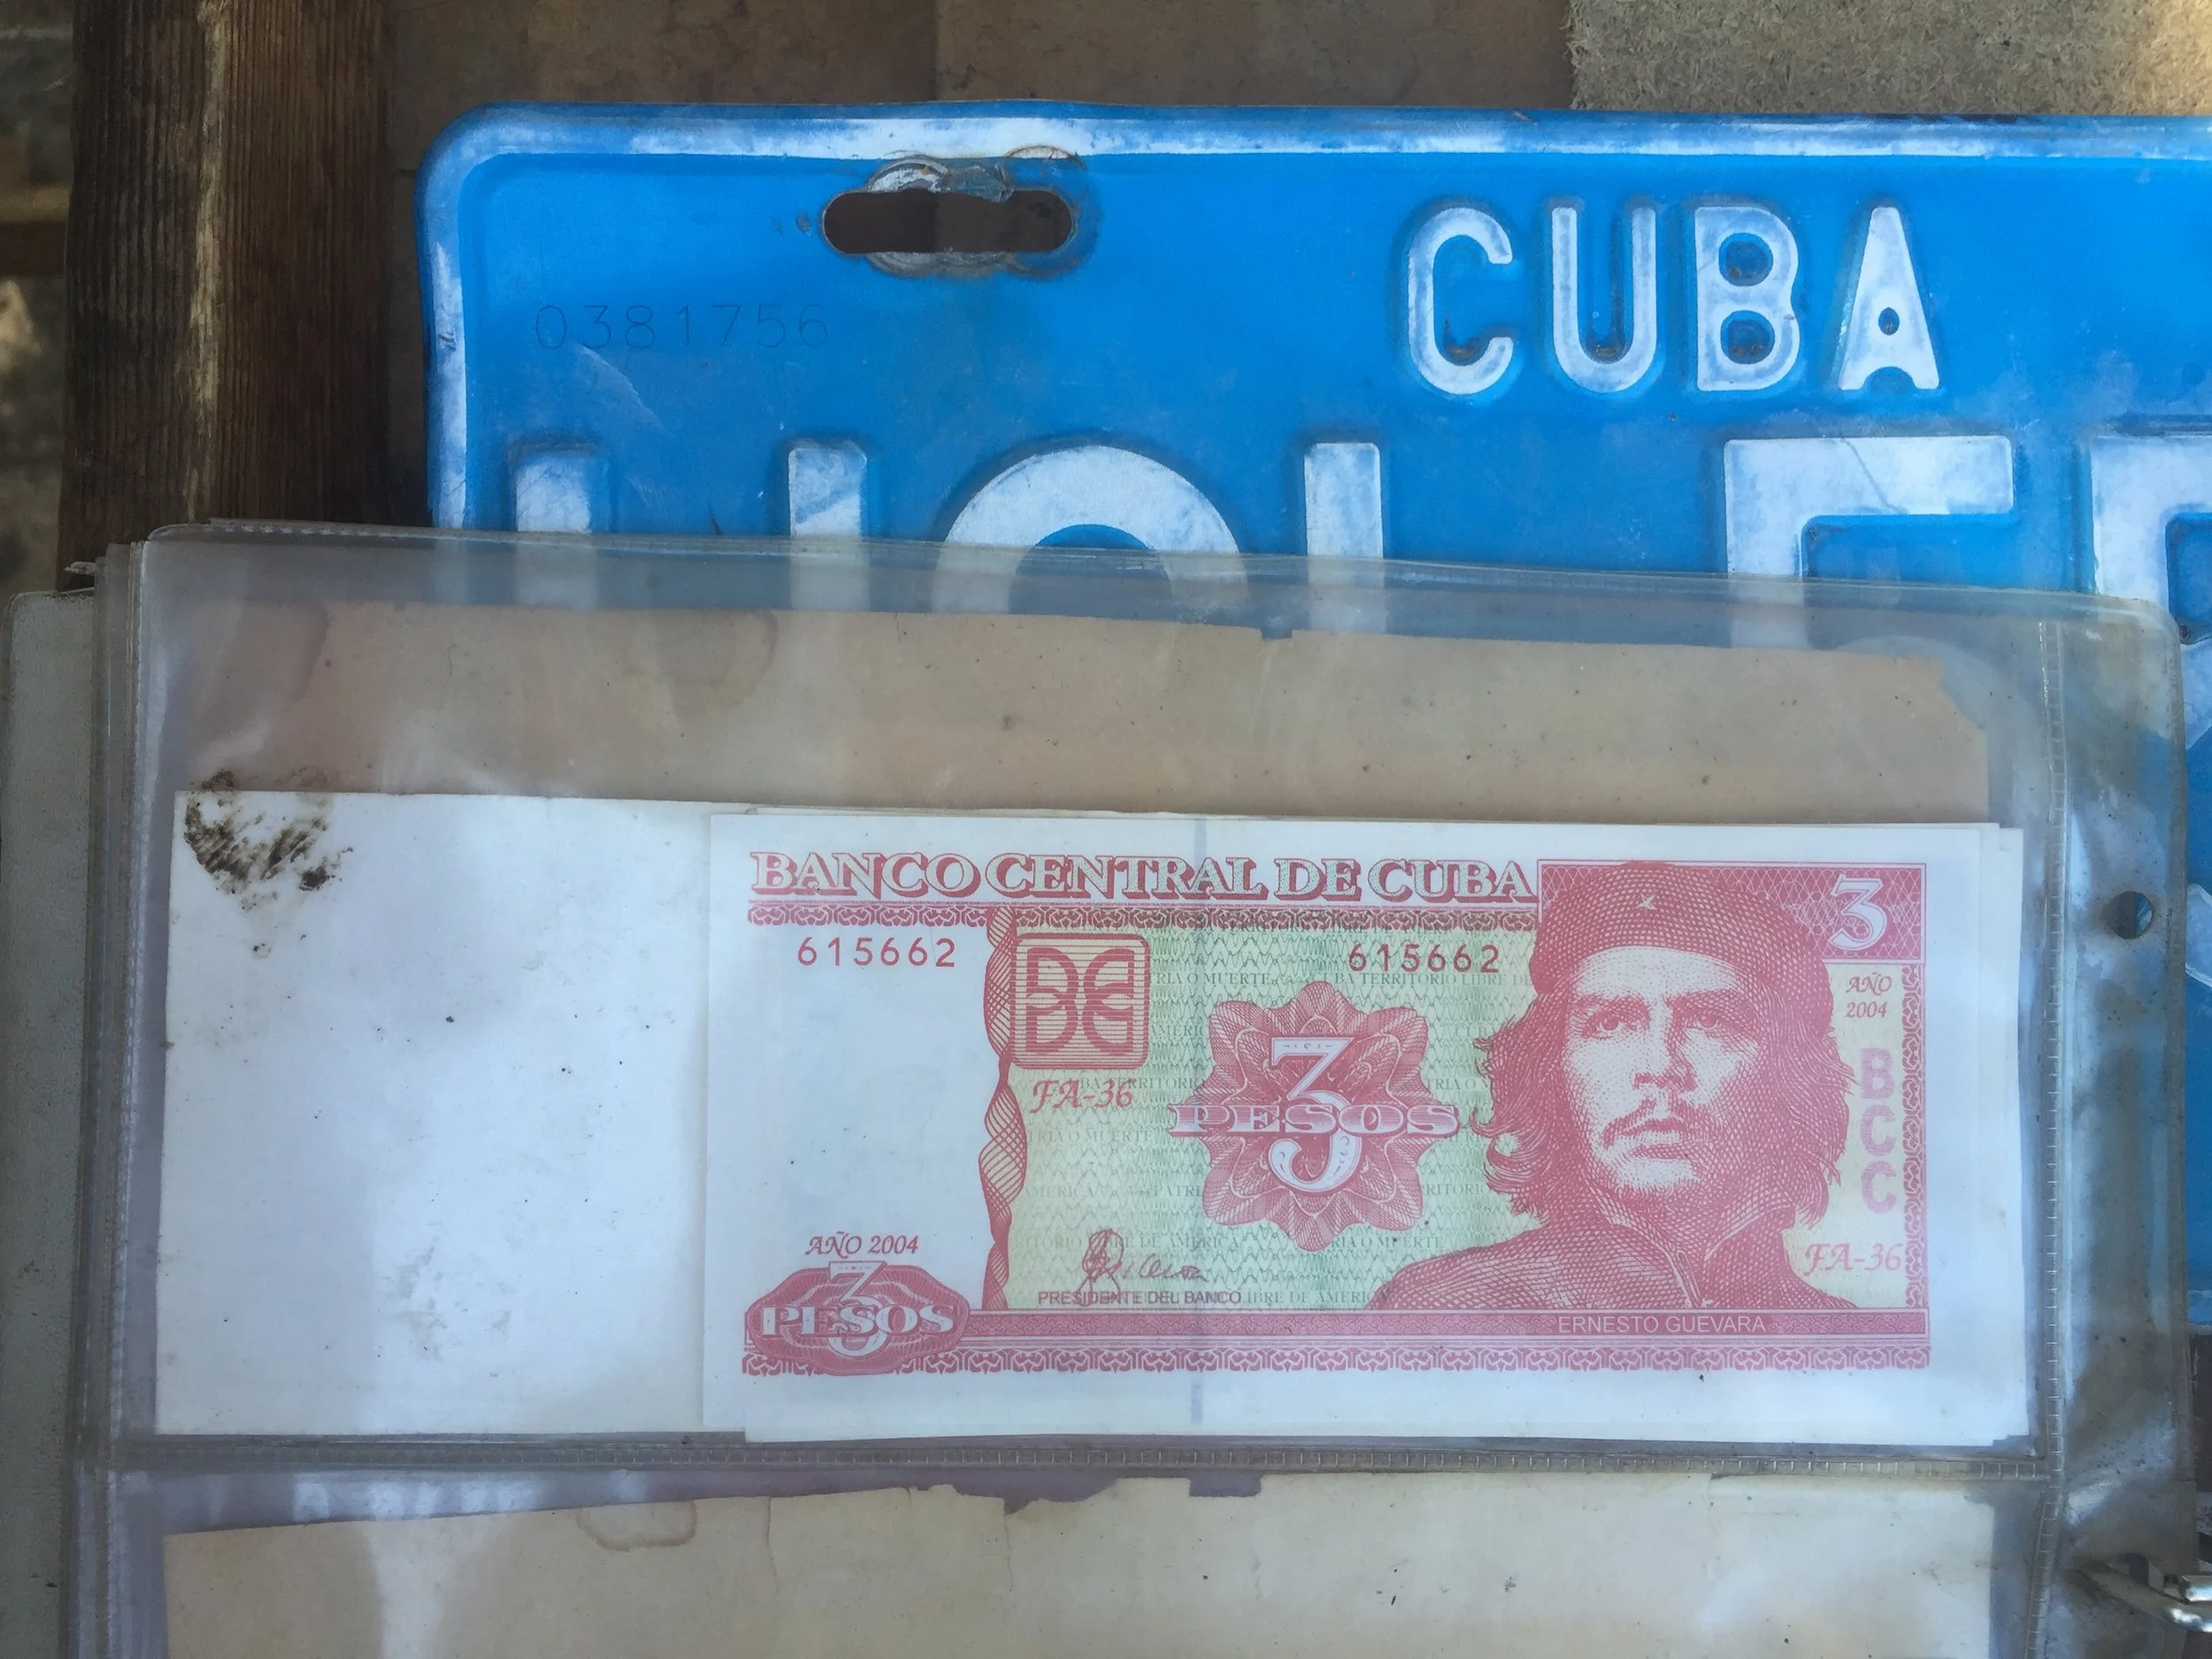 CUBA
0381756
BANCO CENTRAL DE CUBA
3
615662
615662
AÑO
2004
FA-36
3
PESOS
BCC
AÑO 2004
3
PESOS
PRESIDENTE DEL BANCO
FA-36
ERNESTO GUEVARA